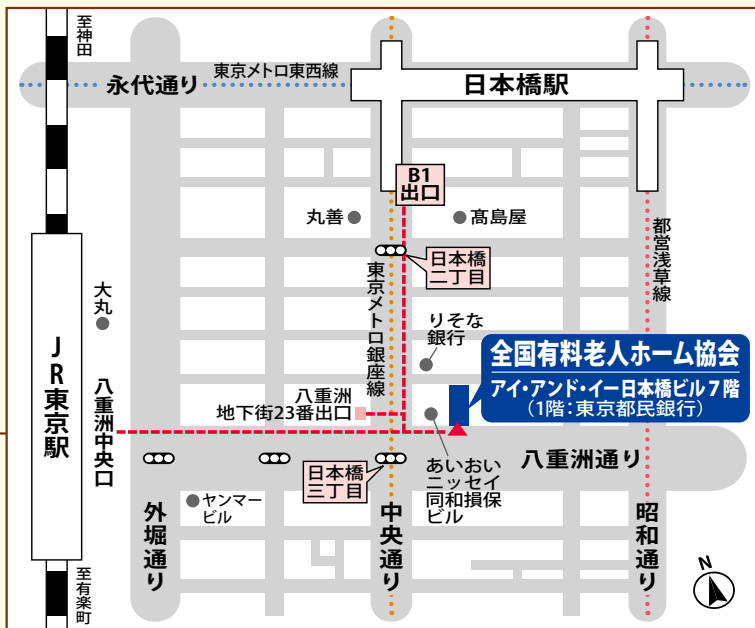 至神田
東京メトロ東西線
永代通り
日本橋駅
B1
出口
丸善
髙島屋
日本橋
二丁目
都営浅草線
東京メトロ銀座線
大丸
りそな
銀行
全国有料老人ホーム協会
アイ・アンド・イー日本橋ビル7階
(1階:東京都民銀行)
JR東京駅
八重洲中央口
八重洲
地下街23番出口
あいおい
ニッセイ
同和損保
ビル
八重洲通り
日本橋
三丁目
ヤンマー
ビル
外堀通り
中央通り
昭和通り
至有楽町
N